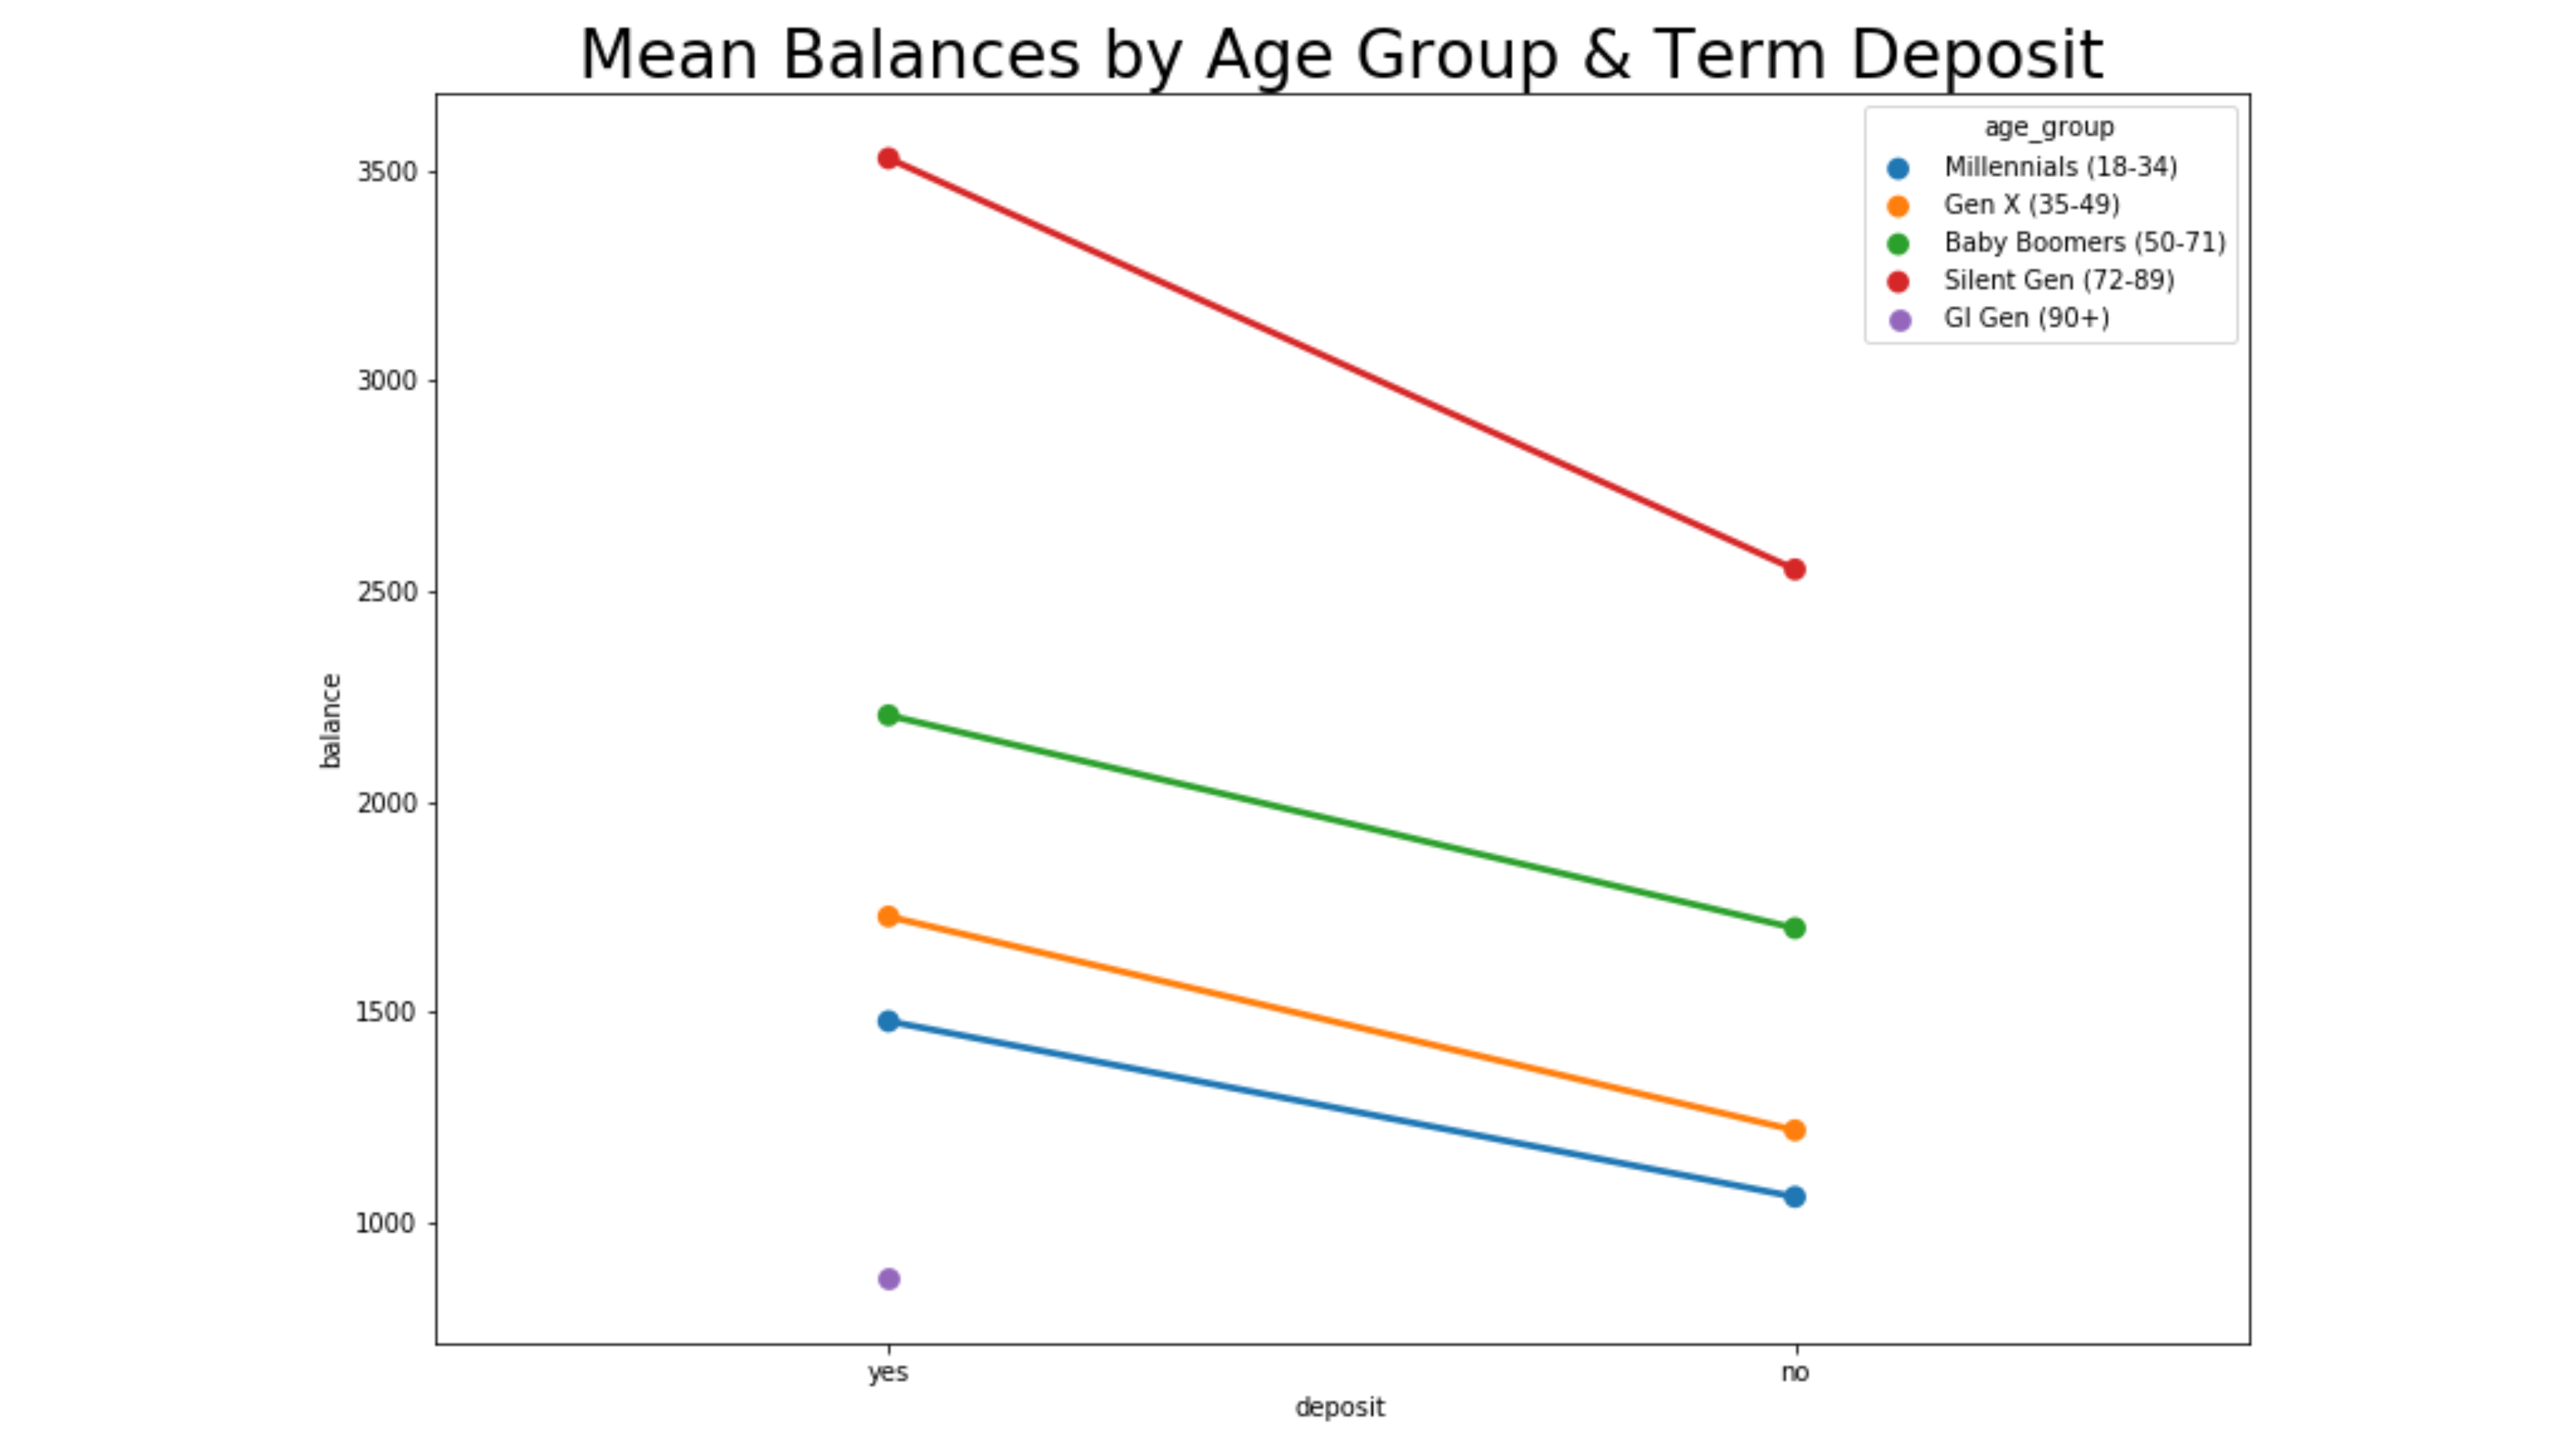 Mean Balances by Age Group & Term Deposit
age_group
Millennials (18-34)
Gen X (35-49)
Baby Boomers (50-71)
Silent Gen (72-89)
GI Gen (90+)
3500
3000
2500
2000
1500
1000
balance
yes
no
deposit